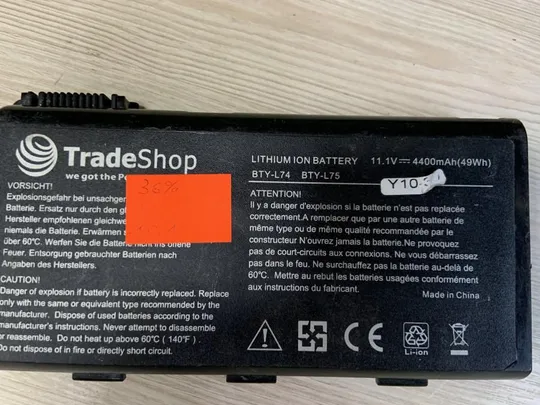 TradeShop
we got the
LITHIUM ION BATTERY 11.1V⎓4400mAh(49Wh)
BTY-L74 BTY-L75
Y10-
VORSICHT!
Explosionsgefahr bei unsachgemäßem
Batterie. Ersatz nur durch den
Hersteller empfohlenen gleichwe
niemals die Batterie. Erwärmen
über 60℃. Werfen Sie die Batterie nicht ins offene
Feuer. Entsorgung gebrauchter Batterien nach
Angaben des Herstellers.
36%
ATTENTION!
Il y a danger d'explosion si la batterie n'est pas replacée
correctement.A remplacer que par une autre batterie de
même type ou de même type recommandé par le
constructeur N'ouvrez pas la batterie.Ne provoquez
pas de court-circuits aux connexions. Ne vous débarrassez
pas dans le feu. Ne surchauffez pas la batterie au-delà de
60℃. Mettre au rebut les batteries usagées conformément
aux instructions du fabricant.
Made in China
CAUTION!
Danger of explosion if battery is incorrectly replaced. Replace
only with the same or equivalent type recommended by the
manufacturer. Dispose of used batteries according to the
manufacturer's instructions. Never attempt to disassemble
or reassemble. Do not heat up above 60℃ ( 140℉ ).
Do not dispose of in fire or directly short circuit.
CE
Li-ion